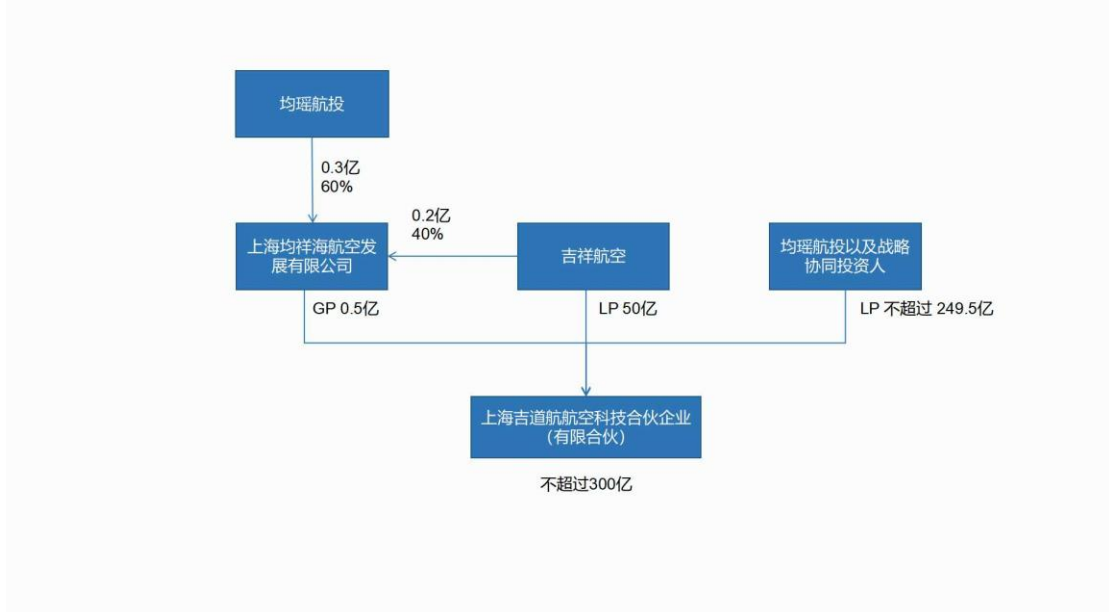 均瑶航投
0.3亿
60%
0.2亿
40%
上海均祥海航空发
展有限公司
吉祥航空
均瑶航投以及战略
协同投资人
GP 0.5亿
LP 50亿
LP 不超过 249.5亿
上海吉道航航空科技合伙企业
（有限合伙）
不超过300亿